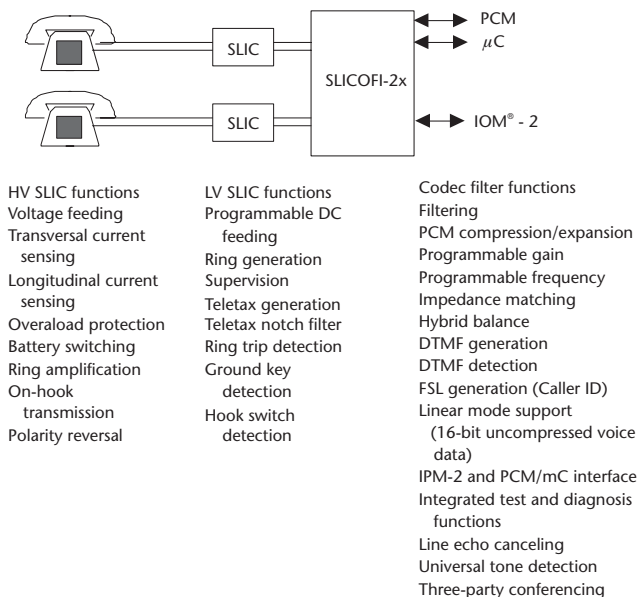 PCM
μC
SLIC
SLICOFI-2x
SLIC
IOM® - 2
HV SLIC functions
Voltage feeding
Transversal current
sensing
Longitudinal current
sensing
Overaload protection
Battery switching
Ring amplification
On-hook
transmission
Polarity reversal
LV SLIC functions
Programmable DC
feeding
Ring generation
Supervision
Teletax generation
Teletax notch filter
Ring trip detection
Ground key
detection
Hook switch
detection
Codec filter functions
Filtering
PCM compression/expansion
Programmable gain
Programmable frequency
Impedance matching
Hybrid balance
DTMF generation
DTMF detection
FSL generation (Caller ID)
Linear mode support
(16-bit uncompressed voice
data)
IPM-2 and PCM/mC interface
Integrated test and diagnosis
functions
Line echo canceling
Universal tone detection
Three-party conferencing